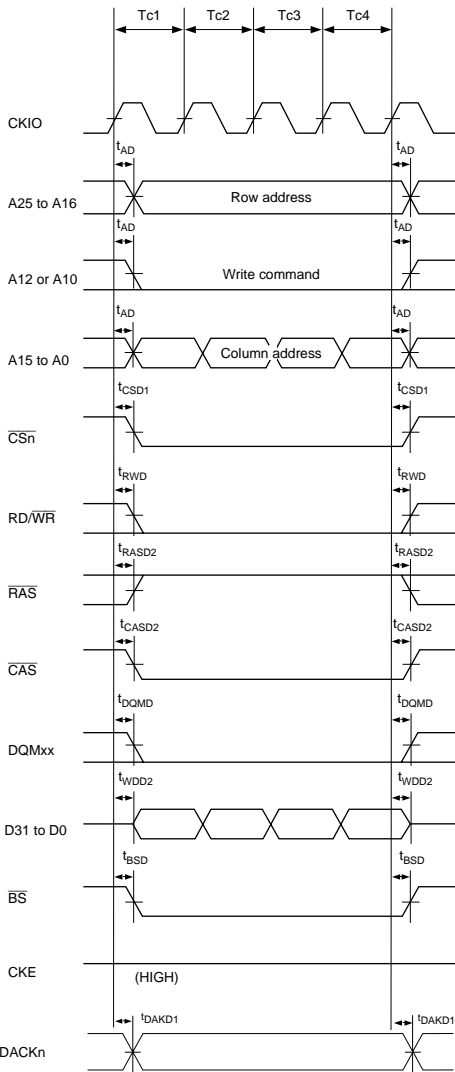 Tc1 Tc2 Tc3 Tc4
CKIO
tAD tAD
A25 to A16 Row address
tAD tAD
A12 or A10 Write command
tAD tAD
A15 to A0 Column address
tCSD1 tCSD1
CSn
tRWD tRWD
RD/WR
tRASD2 tRASD2
RAS
tCASD2 tCASD2
CAS
tDQMD tDQMD
DQMxx
tWDD2 tWDD2
D31 to D0
tBSD tBSD
BS
CKE (HIGH)
tDAKD1 tDAKD1
DACKn